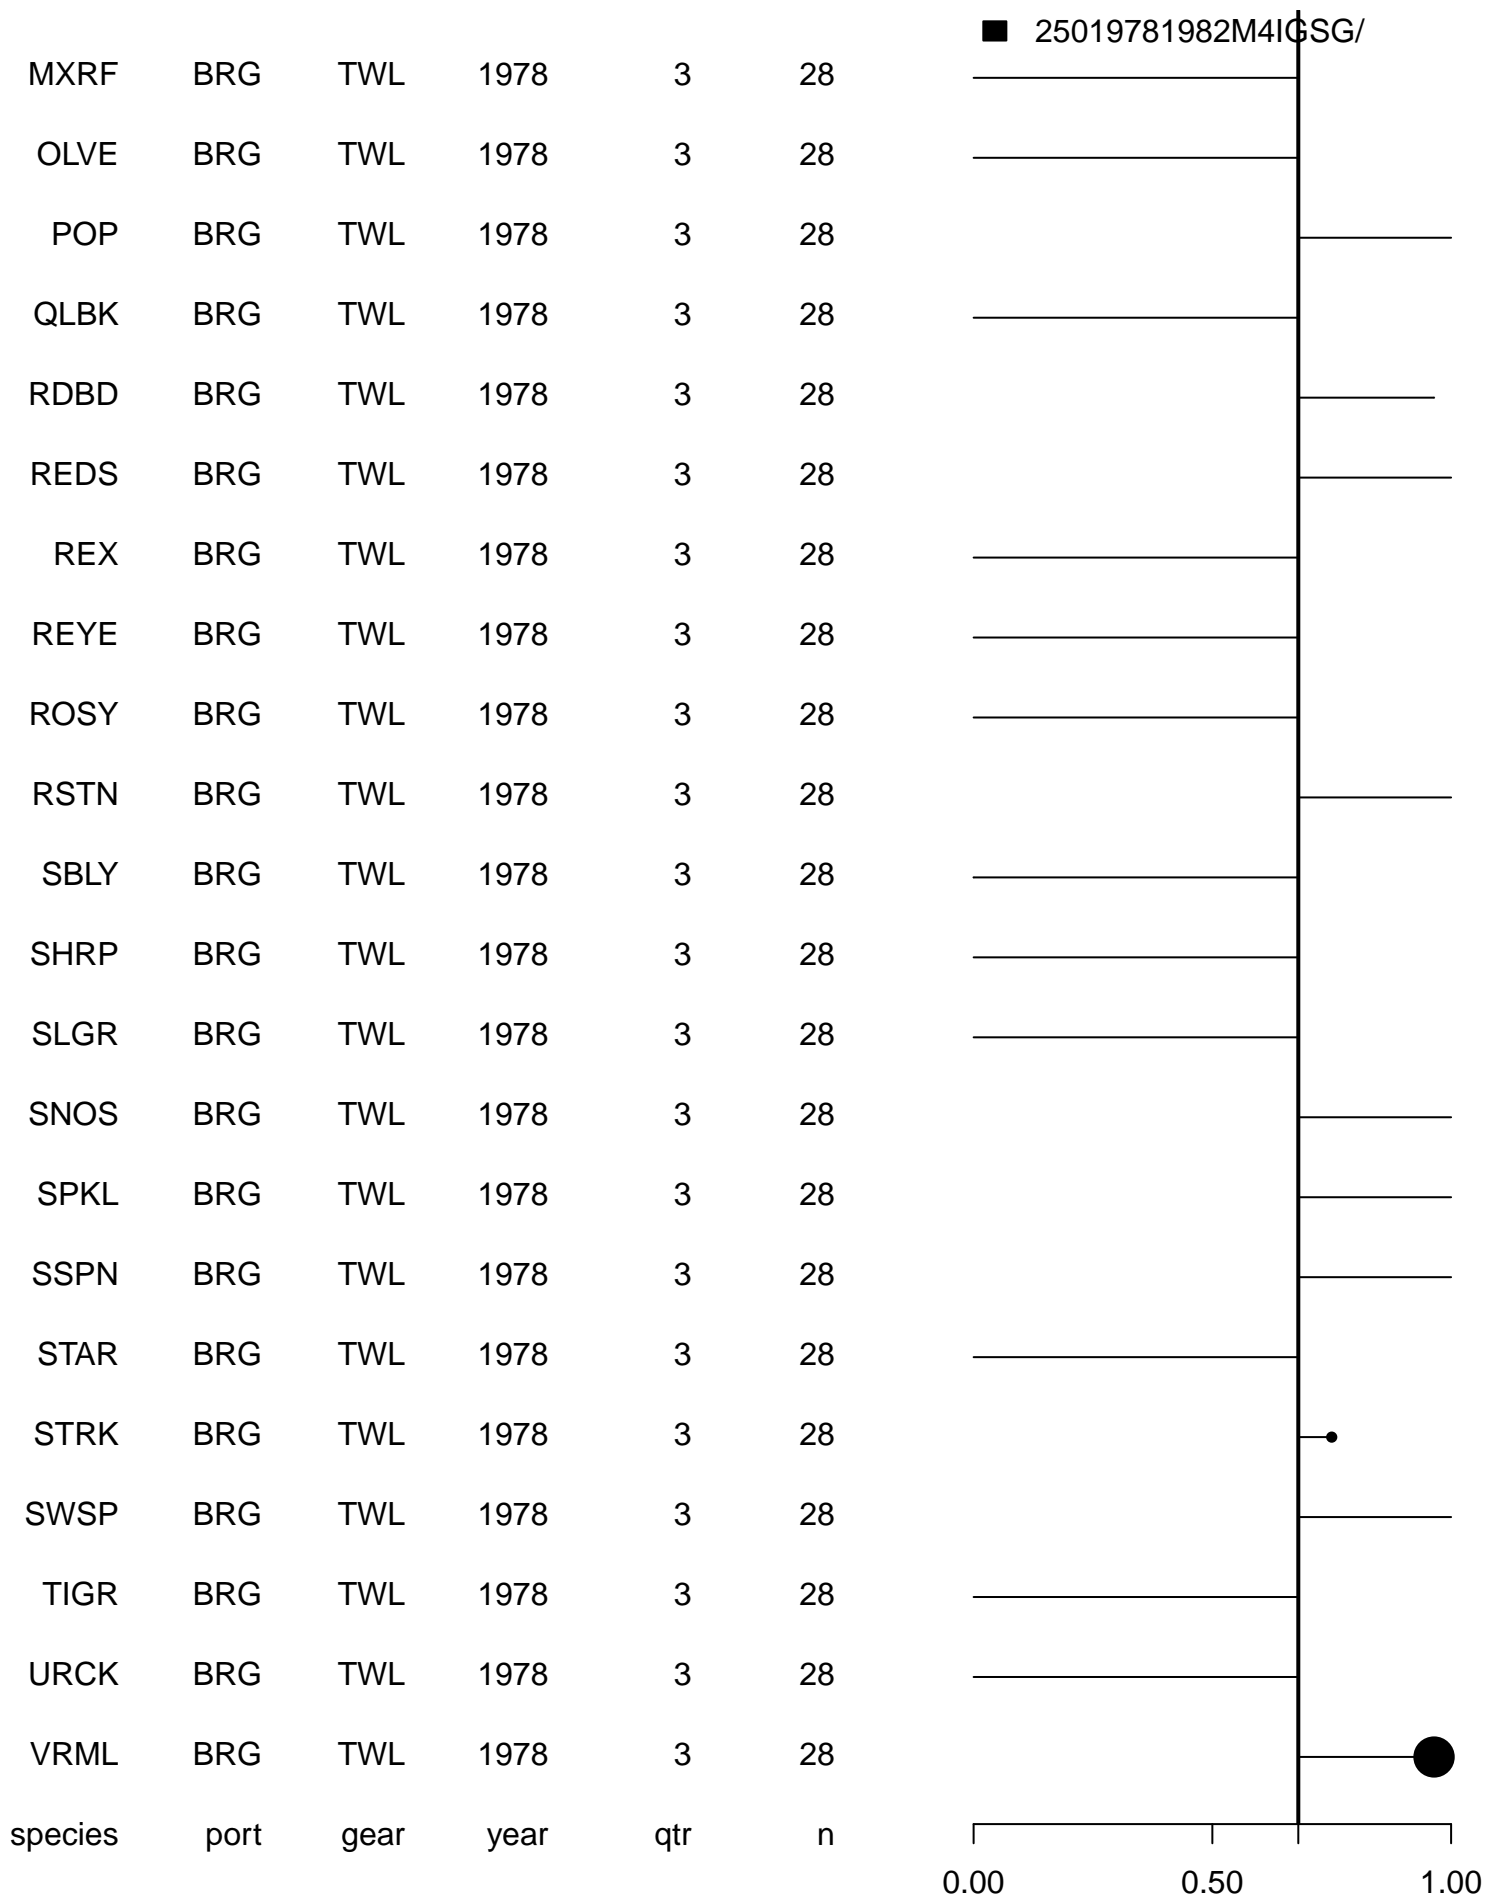 25019781982M4IGSG/
MXRF BRG TWL 1978 3 28
OLVE BRG TWL 1978 3 28
POP BRG TWL 1978 3 28
QLBK BRG TWL 1978 3 28
RDBD BRG TWL 1978 3 28
REDS BRG TWL 1978 3 28
REX BRG TWL 1978 3 28
REYE BRG TWL 1978 3 28
ROSY BRG TWL 1978 3 28
RSTN BRG TWL 1978 3 28
SBLY BRG TWL 1978 3 28
SHRP BRG TWL 1978 3 28
SLGR BRG TWL 1978 3 28
SNOS BRG TWL 1978 3 28
SPKL BRG TWL 1978 3 28
SSPN BRG TWL 1978 3 28
STAR BRG TWL 1978 3 28
STRK BRG TWL 1978 3 28
SWSP BRG TWL 1978 3 28
TIGR BRG TWL 1978 3 28
URCK BRG TWL 1978 3 28
VRML BRG TWL 1978 3 28
species port gear year qtr n
0.00 0.50 1.00